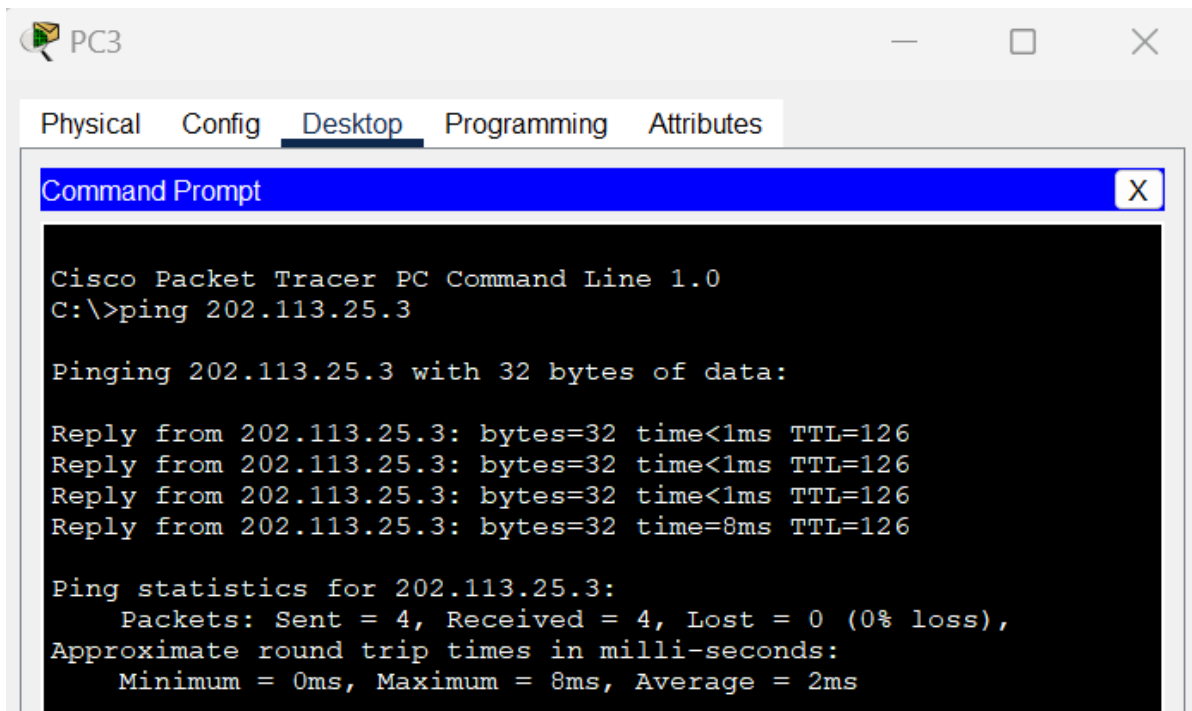 PC3
Physical Config Desktop Programming Attributes
Command Prompt X
Cisco Packet Tracer PC Command Line 1.0
C:\>ping 202.113.25.3
Pinging 202.113.25.3 with 32 bytes of data:
Reply from 202.113.25.3: bytes=32 time<1ms TTL=126
Reply from 202.113.25.3: bytes=32 time<1ms TTL=126
Reply from 202.113.25.3: bytes=32 time<1ms TTL=126
Reply from 202.113.25.3: bytes=32 time=8ms TTL=126
Ping statistics for 202.113.25.3:
    Packets: Sent = 4, Received = 4, Lost = 0 (0% loss),
Approximate round trip times in milli-seconds:
    Minimum = 0ms, Maximum = 8ms, Average = 2ms